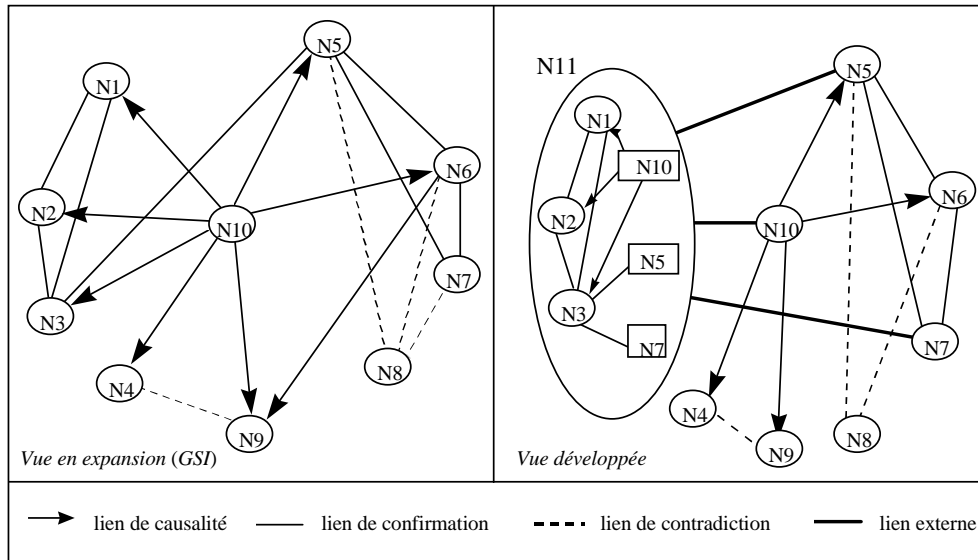 N5
N1
N6
N2
N10
N7
N3
N8
N4
N9
Vue en expansion (GSI)
N11
N5
N1
N10
N6
N2
N10
N5
N3
N7
N7
N4
N8
N9
Vue développée
lien de causalité
lien de confirmation
lien de contradiction
lien externe